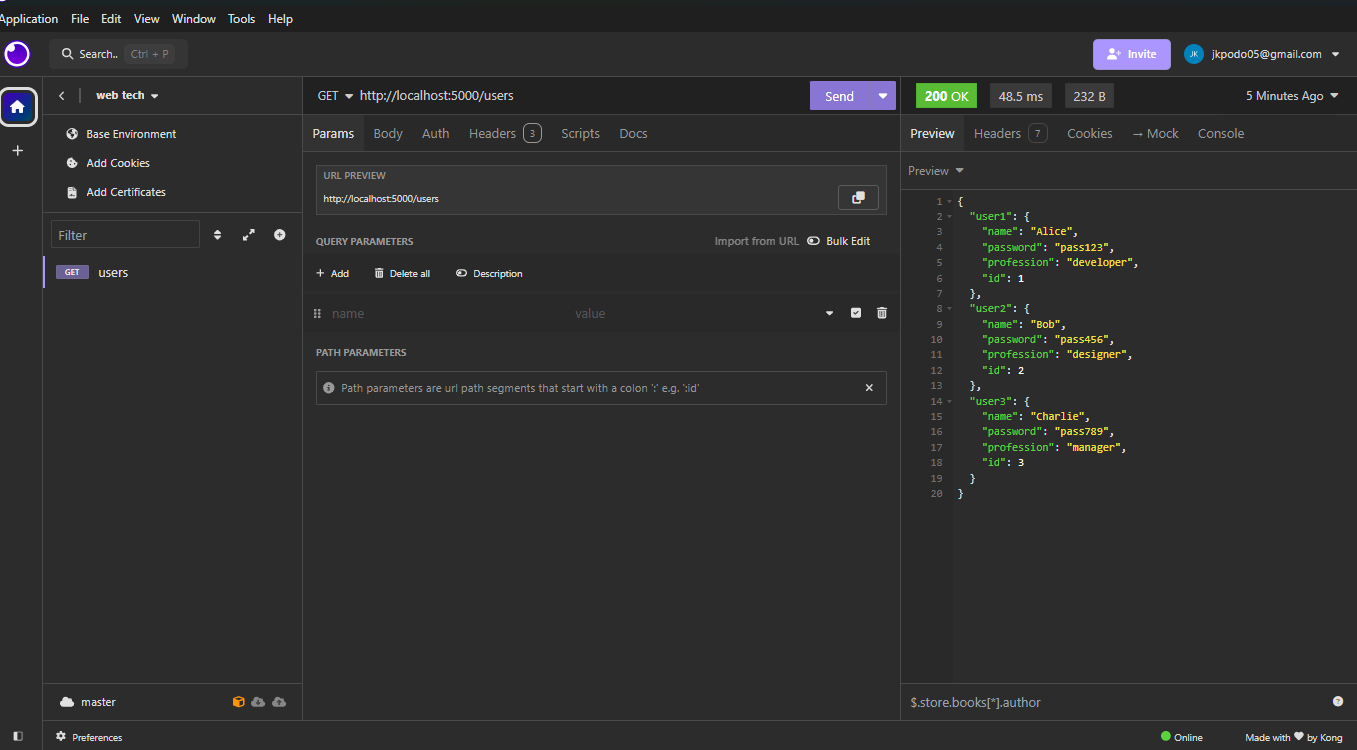 Application File Edit View Window Tools Help
Search.. Ctrl + P
Invite
JK jkpodo05@gmail.com
web tech
Base Environment
Add Cookies
Add Certificates
Filter
GET users
master
Preferences
GET http://localhost:5000/users
Send
Params Body Auth Headers 3 Scripts Docs
URL PREVIEW
http://localhost:5000/users
QUERY PARAMETERS
Import from URL Bulk Edit
+ Add Delete all Description
name value
PATH PARAMETERS
Path parameters are url path segments that start with a colon ':' e.g. ':id'
200 OK 48.5 ms 232 B 5 Minutes Ago
Preview Headers 7 Cookies → Mock Console
Preview
1 {
2 "user1": {
3 "name": "Alice",
4 "password": "pass123",
5 "profession": "developer",
6 "id": 1
7 },
8 "user2": {
9 "name": "Bob",
10 "password": "pass456",
11 "profession": "designer",
12 "id": 2
13 },
14 "user3": {
15 "name": "Charlie",
16 "password": "pass789",
17 "profession": "manager",
18 "id": 3
19 }
20 }
$.store.books[*].author
Online
Made with ♥ by Kong